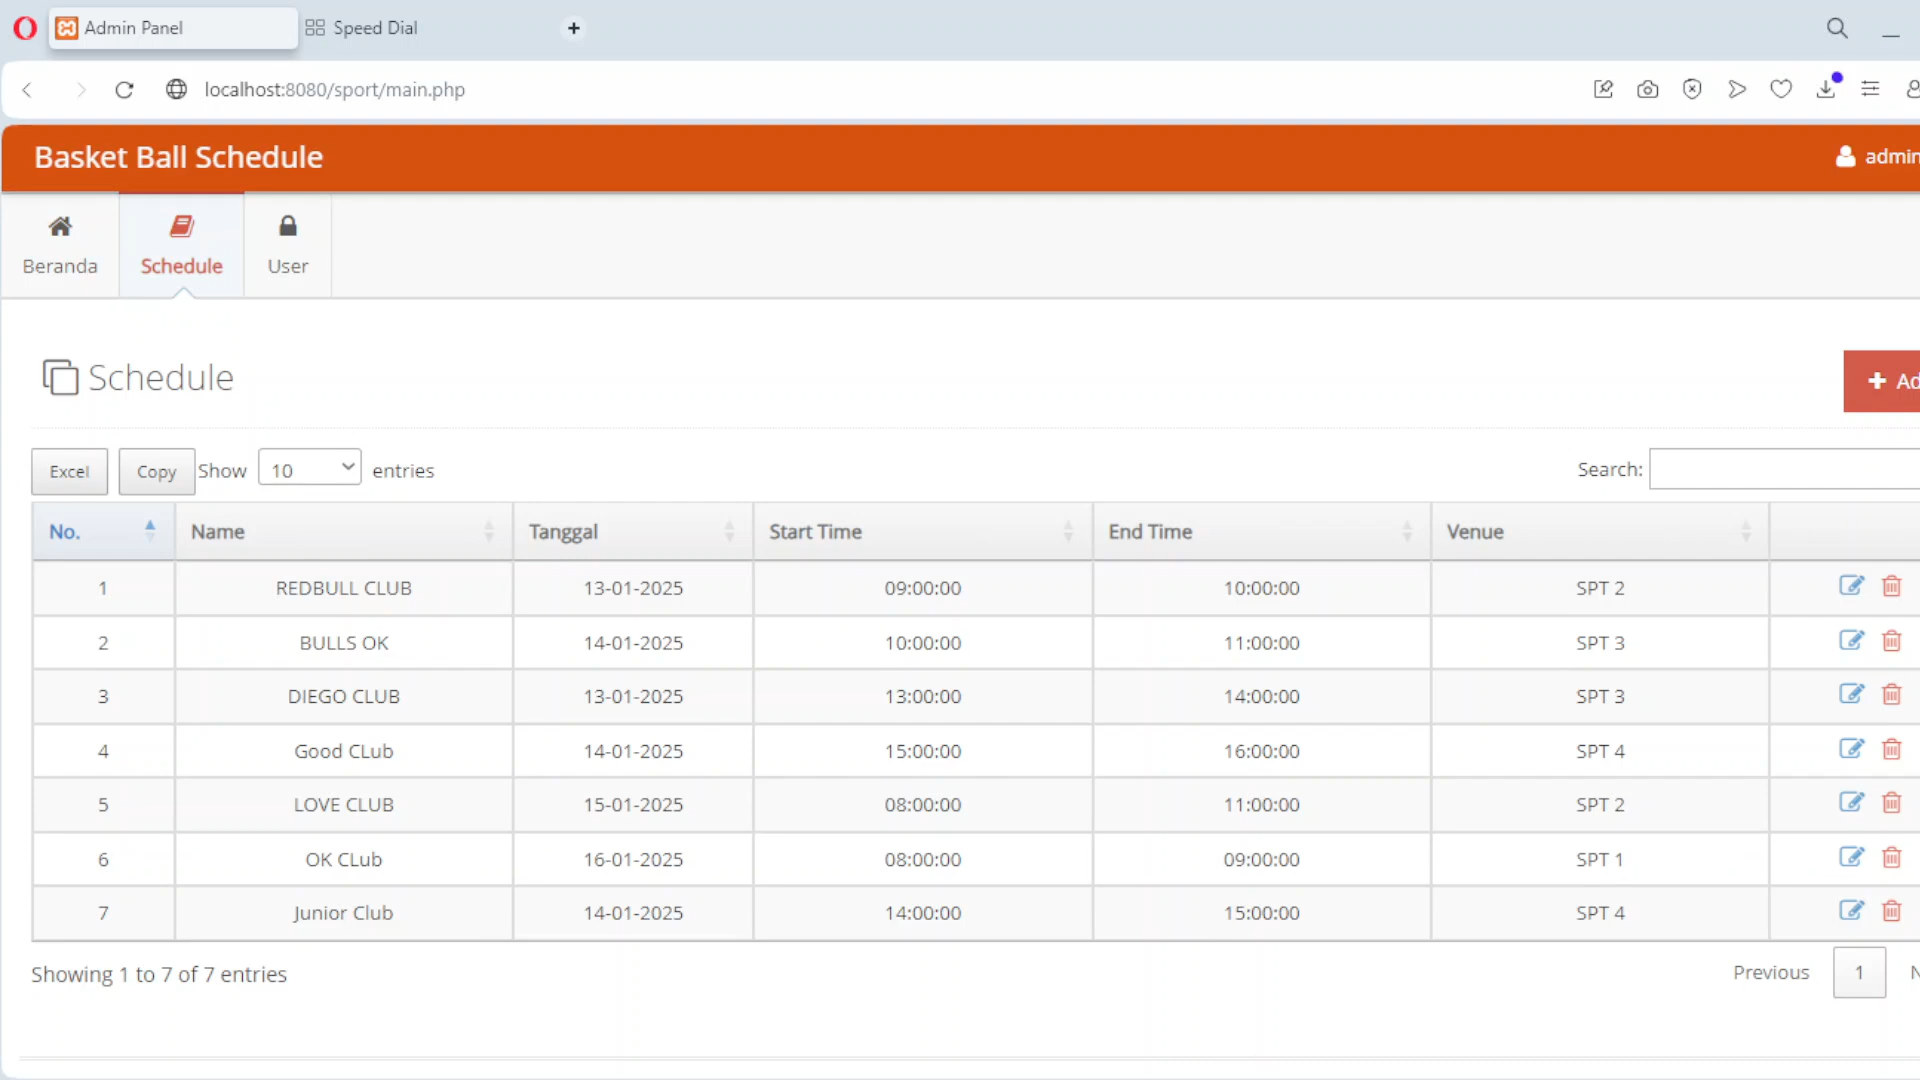 Admin Panel
Speed Dial
localhost:8080/sport/main.php
Basket Ball Schedule
admin
Beranda
Schedule
User
Schedule
Excel
Copy
Show
10
entries
Search:
No. Name Tanggal Start Time End Time Venue
1 REDBULL CLUB 13-01-2025 09:00:00 10:00:00 SPT 2
2 BULLS OK 14-01-2025 10:00:00 11:00:00 SPT 3
3 DIEGO CLUB 13-01-2025 13:00:00 14:00:00 SPT 3
4 Good CLub 14-01-2025 15:00:00 16:00:00 SPT 4
5 LOVE CLUB 15-01-2025 08:00:00 11:00:00 SPT 2
6 OK CLub 16-01-2025 08:00:00 09:00:00 SPT 1
7 Junior Club 14-01-2025 14:00:00 15:00:00 SPT 4
Showing 1 to 7 of 7 entries
Previous 1